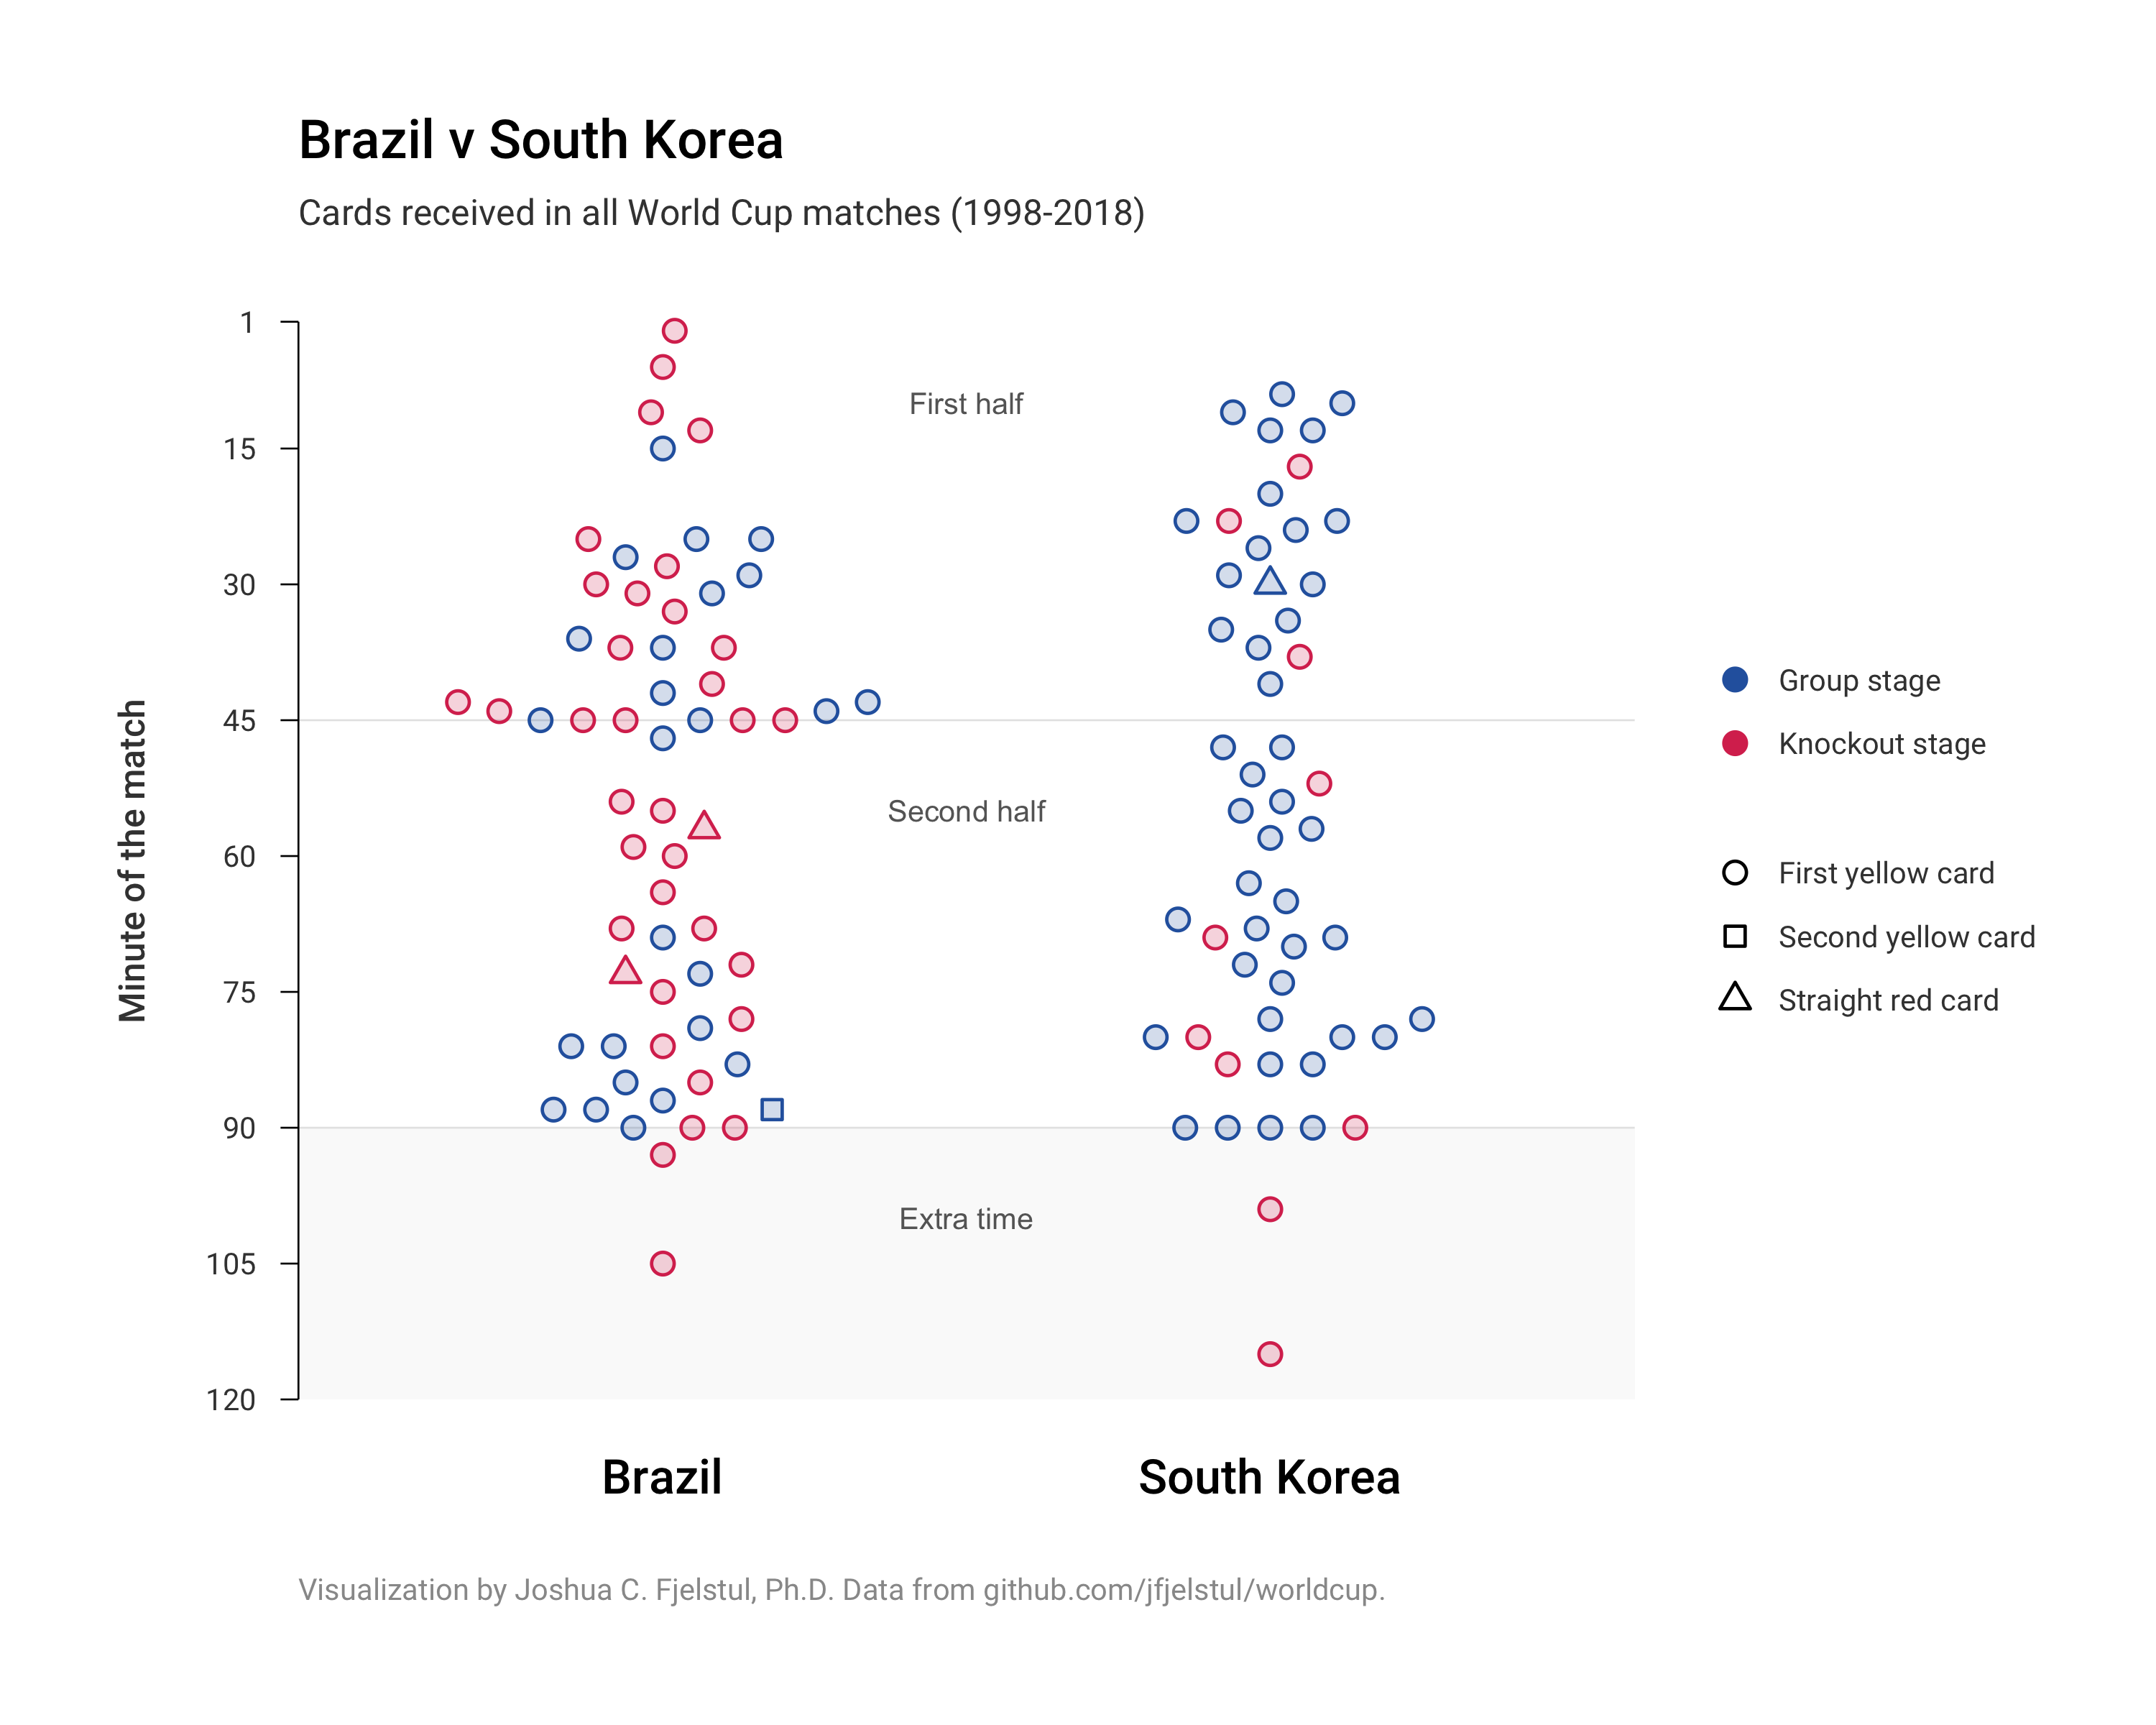 Brazil v South Korea
Cards received in all World Cup matches (1998-2018)
1
15
30
45
60
75
90
105
120
Minute of the match
First half
Second half
Extra time
Group stage
Knockout stage
First yellow card
Second yellow card
Straight red card
Brazil
South Korea
Visualization by Joshua C. Fjelstul, Ph.D. Data from github.com/jfjelstul/worldcup.